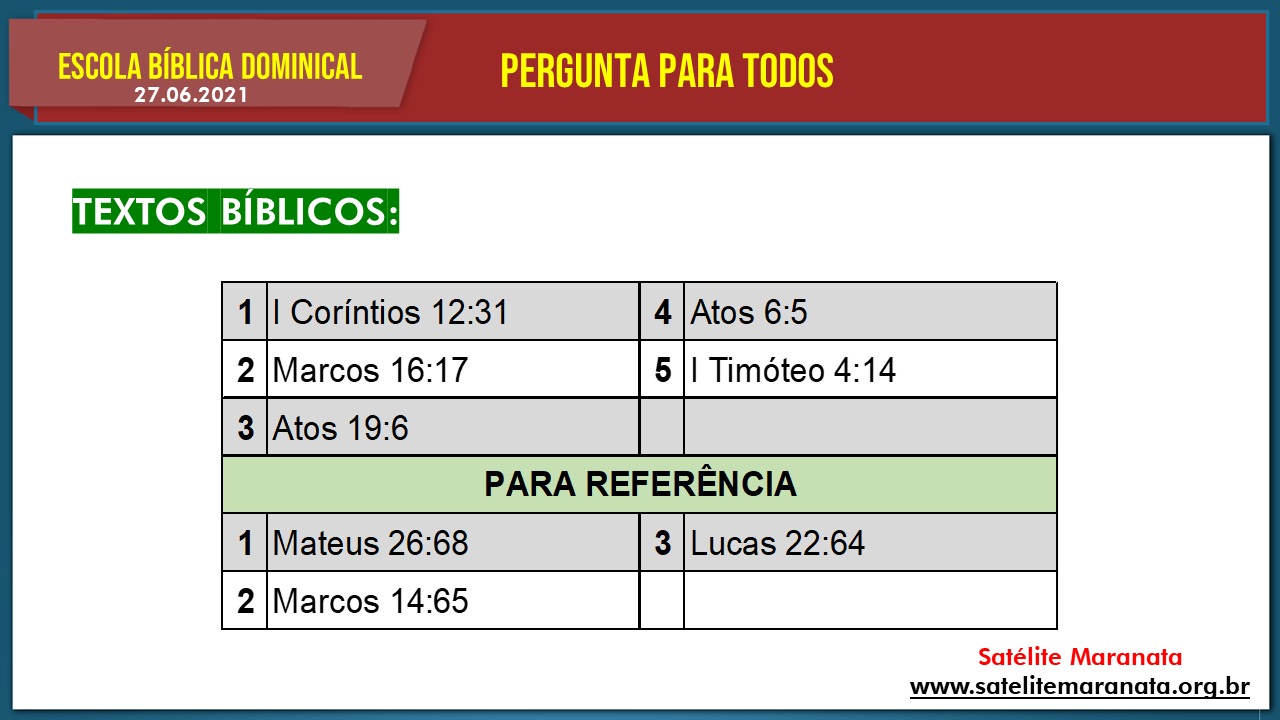 ESCOLA BÍBLICA DOMINICAL
27.06.2021
PERGUNTA PARA TODOS
TEXTOS BÍBLICOS:
1 I Coríntios 12:31 4 Atos 6:5
2 Marcos 16:17 5 I Timóteo 4:14
3 Atos 19:6
PARA REFERÊNCIA
1 Mateus 26:68 3 Lucas 22:64
2 Marcos 14:65
Satélite Maranata
www.satelitemaranata.org.br